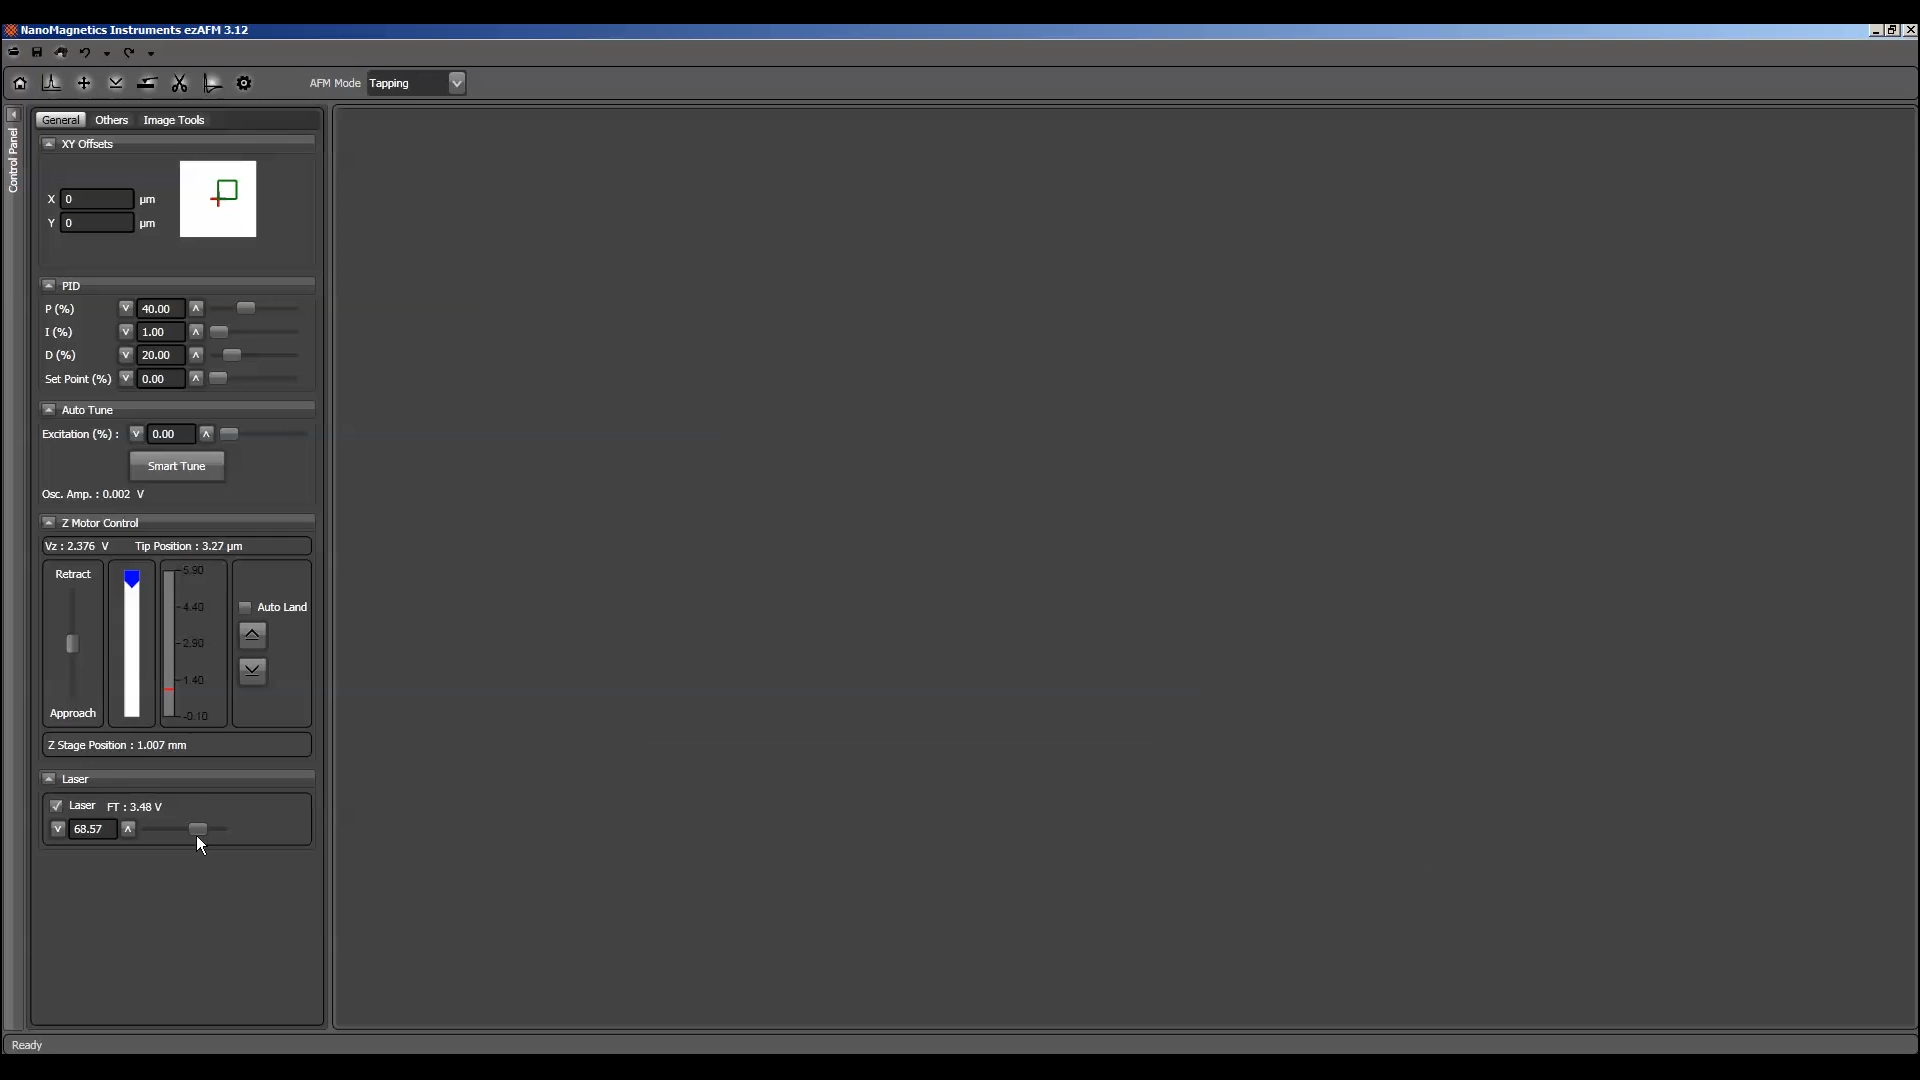 NanoMagnetics Instruments ezAFM 3.12
AFM Mode Tapping
Control Panel
General Others Image Tools
XY Offsets
X 0 µm
Y 0 µm
PID
P (%) 40.00
I (%) 1.00
D (%) 20.00
Set Point (%) 0.00
Auto Tune
Excitation (%) : 0.00
Smart Tune
Osc. Amp. : 0.002 V
Z Motor Control
Vz : 2.376 V Tip Position : 3.27 µm
Retract
5.90
4.40
Auto Land
2.90
1.40
Approach
-0.10
Z Stage Position : 1.007 mm
Laser
Laser FT : 3.48 V
68.57
Ready